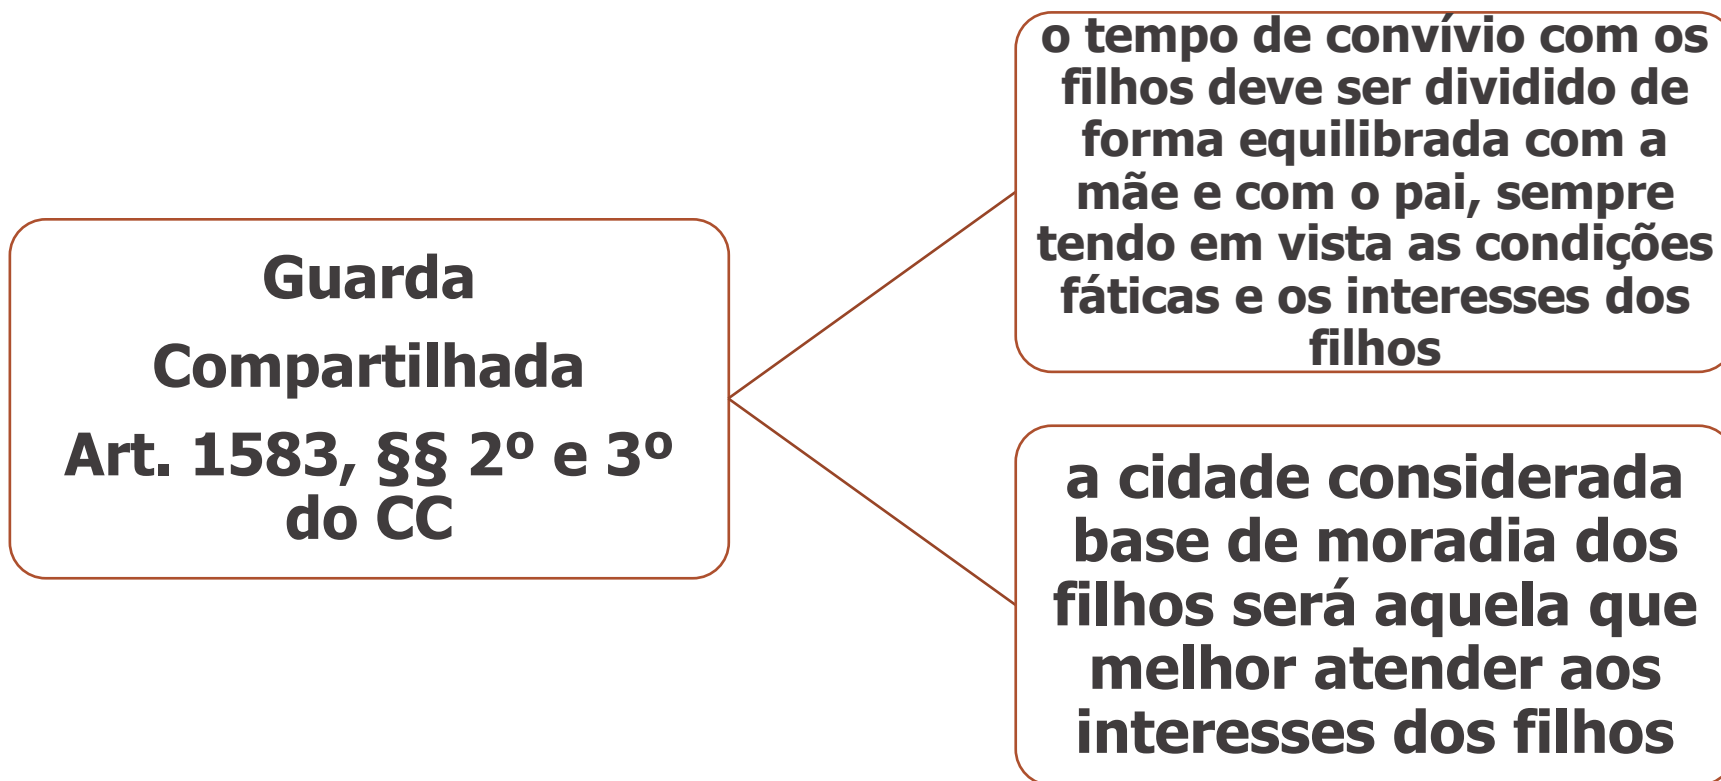 Guarda
Compartilhada
Art. 1583, §§ 2º e 3º
do CC
o tempo de convívio com os
filhos deve ser dividido de
forma equilibrada com a
mãe e com o pai, sempre
tendo em vista as condições
fáticas e os interesses dos
filhos
a cidade considerada
base de moradia dos
filhos será aquela que
melhor atender aos
interesses dos filhos